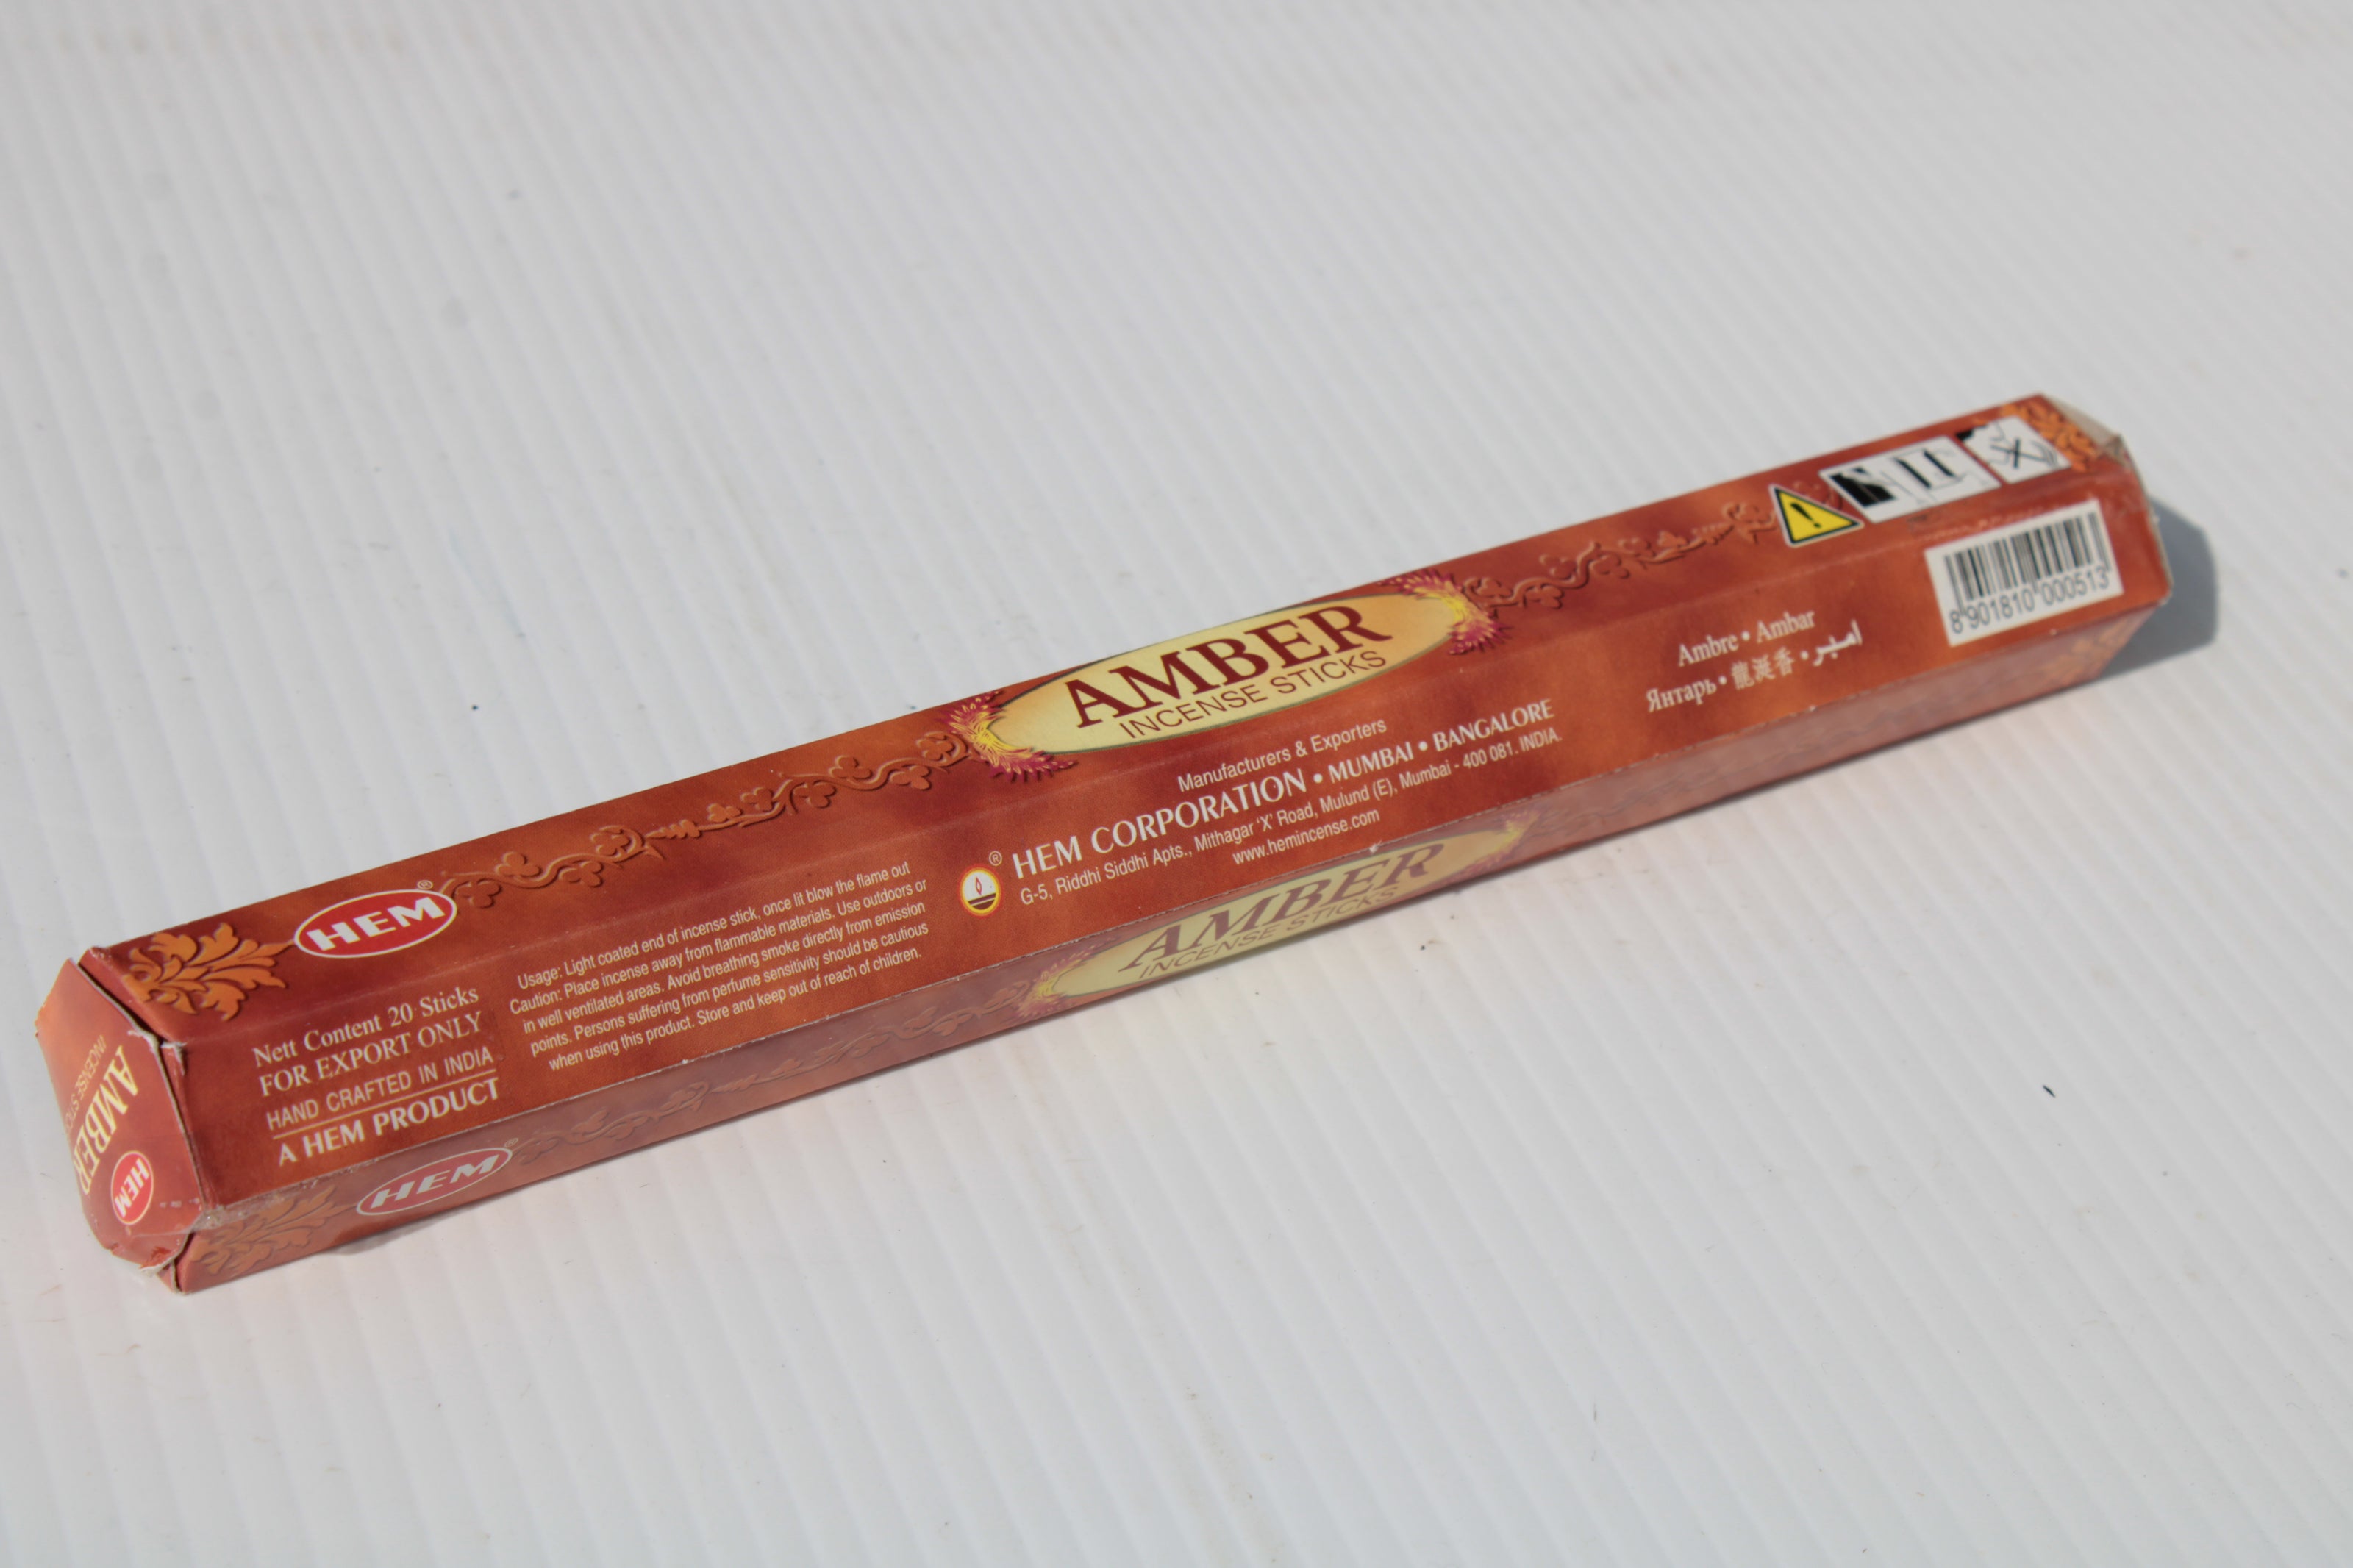 AMBER
INCENSE STICKS
HEM®
Nett Content 20 Sticks
FOR EXPORT ONLY
HAND CRAFTED IN INDIA
A HEM PRODUCT
Usage: Light coated end of incense stick, once lit blow the flame out
Caution: Place incense away from flammable materials. Use outdoors or
in well ventilated areas. Avoid breathing smoke directly from emission
points. Persons suffering from perfume sensitivity should be cautious
when using this product. Store and keep out of reach of children.
®
Manufacturers & Exporters
HEM CORPORATION • MUMBAI • BANGALORE
G-5, Riddhi Siddhi Apts., Mithagar 'X' Road, Mulund (E), Mumbai - 400 081. INDIA.
www.hemincense.com
Ambre • Ambar
Янтарь • 龍涎香 • امبر
8 901810 000513
AMBER
INCENSE STICKS
HEM
AMBER
HEM